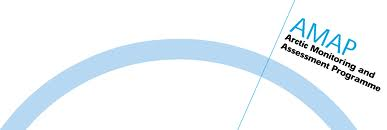 AMAP
Arctic Monitoring and
Assessment Programme